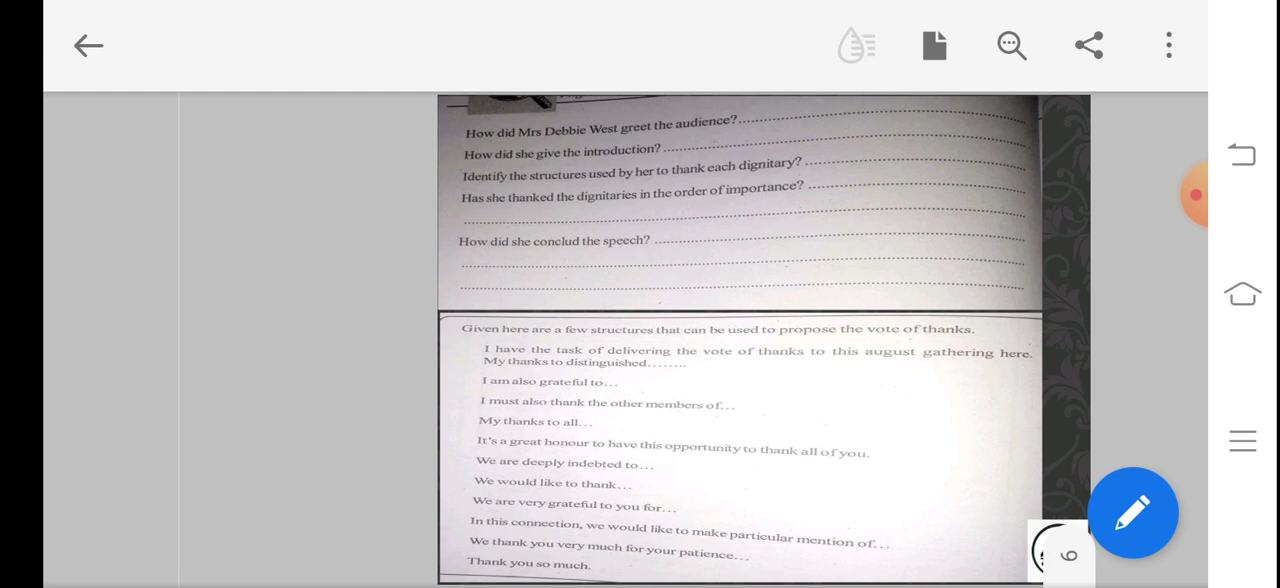 How did Mrs Debbie West greet the audience?
How did she give the introduction?
Identify the structures used by her to thank each dignitary?
Has she thanked the dignitaries in the order of importance?
How did she conclud the speech?
Given here are a few structures that can be used to propose the vote of thanks.
I have the task of delivering the vote of thanks to this august gathering here.
My thanks to distinguished........
I am also grateful to...
I must also thank the other members of...
My thanks to all...
It's a great honour to have this opportunity to thank all of you.
We are deeply indebted to...
We would like to thank...
We are very grateful to you for...
In this connection, we would like to make particular mention of...
We thank you very much for your patience...
Thank you so much.